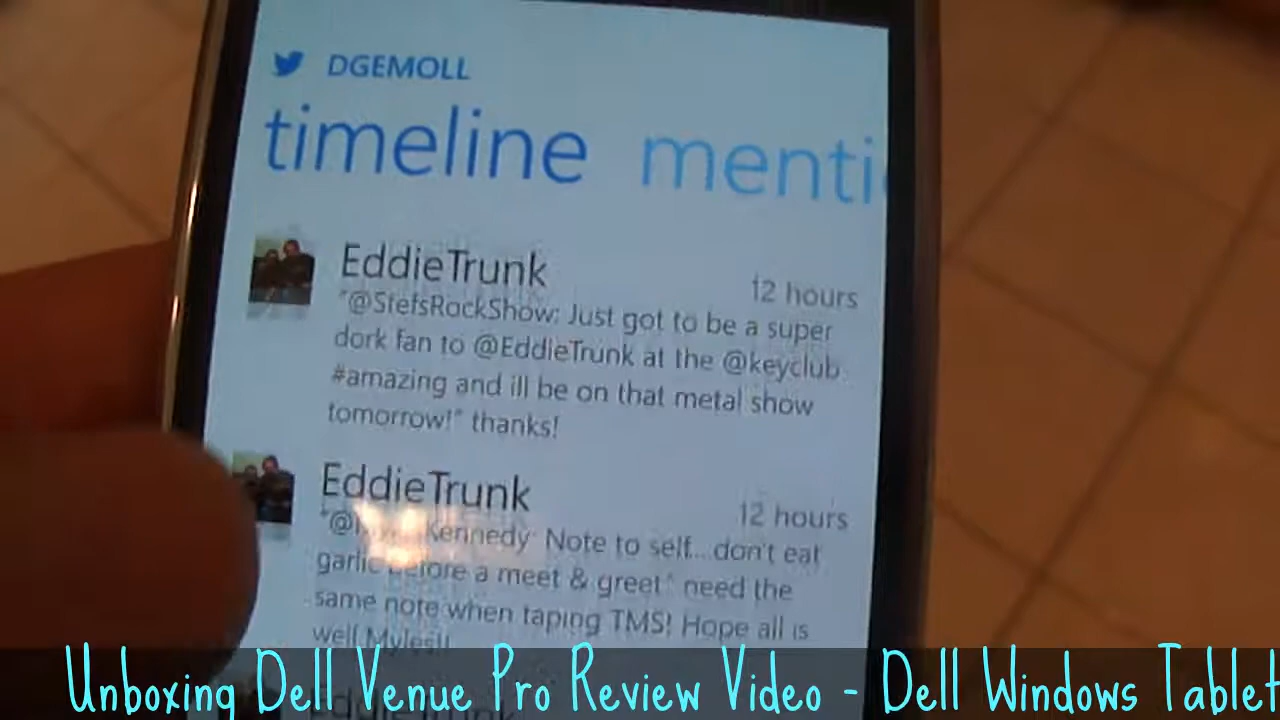 DGEMOLL
timeline menti
EddieTrunk
12 hours
"@StefsRockShow: Just got to be a super
dork fan to @EddieTrunk at the @keyclub
#amazing and ill be on that metal show
tomorrow!" thanks!
EddieTrunk
12 hours
Kennedy: Note to self...don't eat
garlic before a meet & greet" need the
same note when taping TMS! Hope all is
well Myles!!
Unboxing Dell Venue Pro Review Video - Dell Windows Tablet